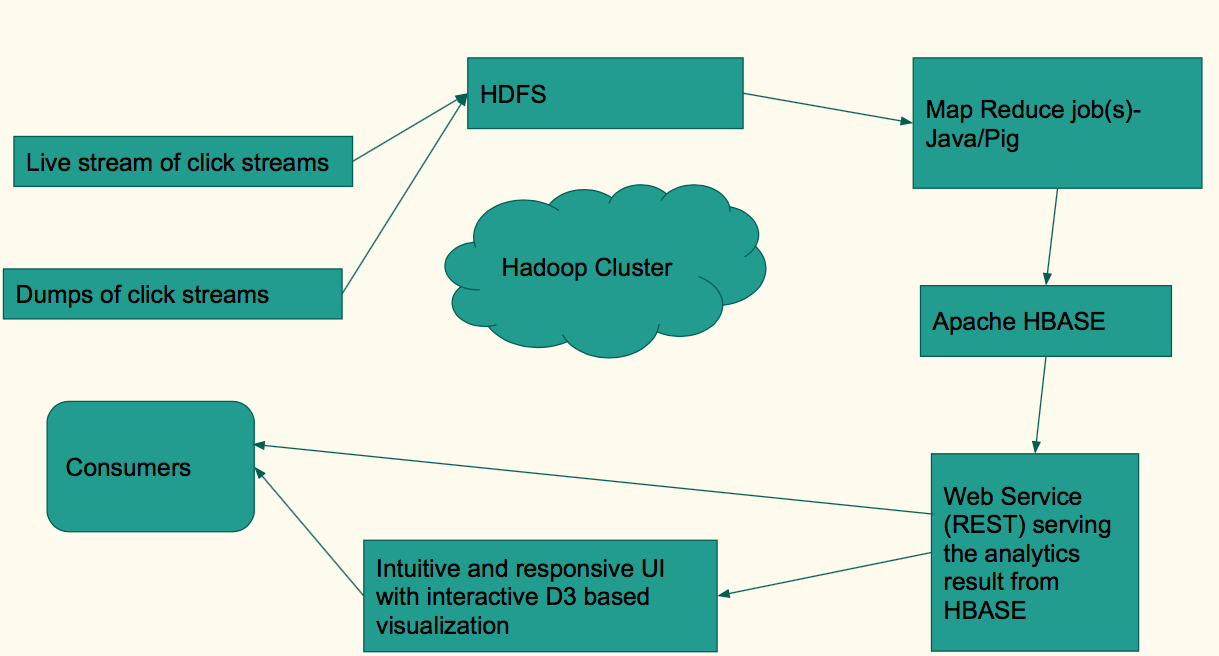 HDFS
Map Reduce job(s)-
Java/Pig
Live stream of click streams
Hadoop Cluster
Dumps of click streams
Apache HBASE
Consumers
Web Service
(REST) serving
the analytics
result from
HBASE
Intuitive and responsive UI
with interactive D3 based
visualization